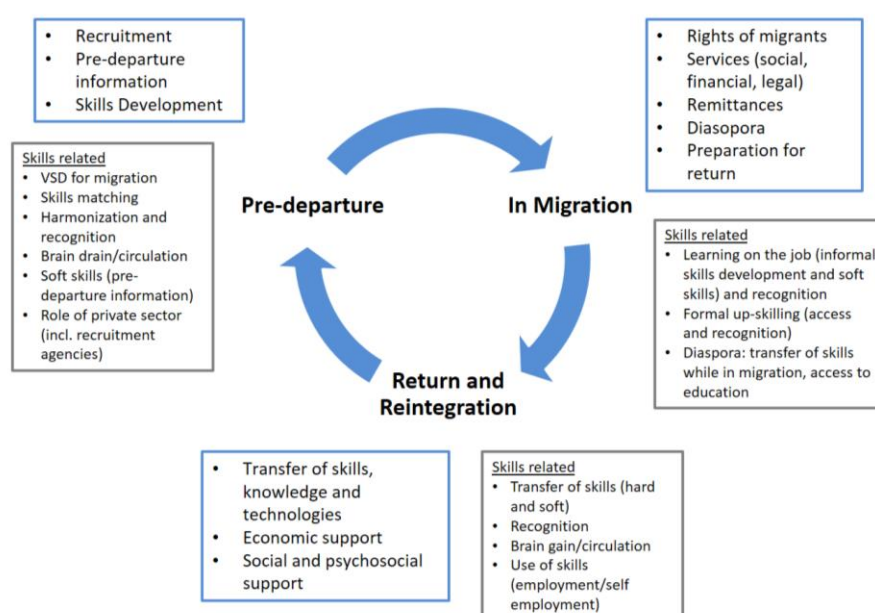 • Recruitment
• Pre-departure
information
• Skills Development
• Rights of migrants
• Services (social,
financial, legal)
• Remittances
• Diasopora
• Preparation for
return
Skills related
• VSD for migration
• Skills matching
• Harmonization and
recognition
• Brain drain/circulation
• Soft skills (pre-
departure information)
• Role of private sector
(incl. recruitment
agencies)
Pre-departure
In Migration
Skills related
• Learning on the job (informal
skills development and soft
skills) and recognition
• Formal up-skilling (access
and recognition)
• Diaspora: transfer of skills
while in migration, access to
education
Return and
Reintegration
• Transfer of skills,
knowledge and
technologies
• Economic support
• Social and psychosocial
support
Skills related
• Transfer of skills (hard
and soft)
• Recognition
• Brain gain/circulation
• Use of skills
(employment/self
employment)